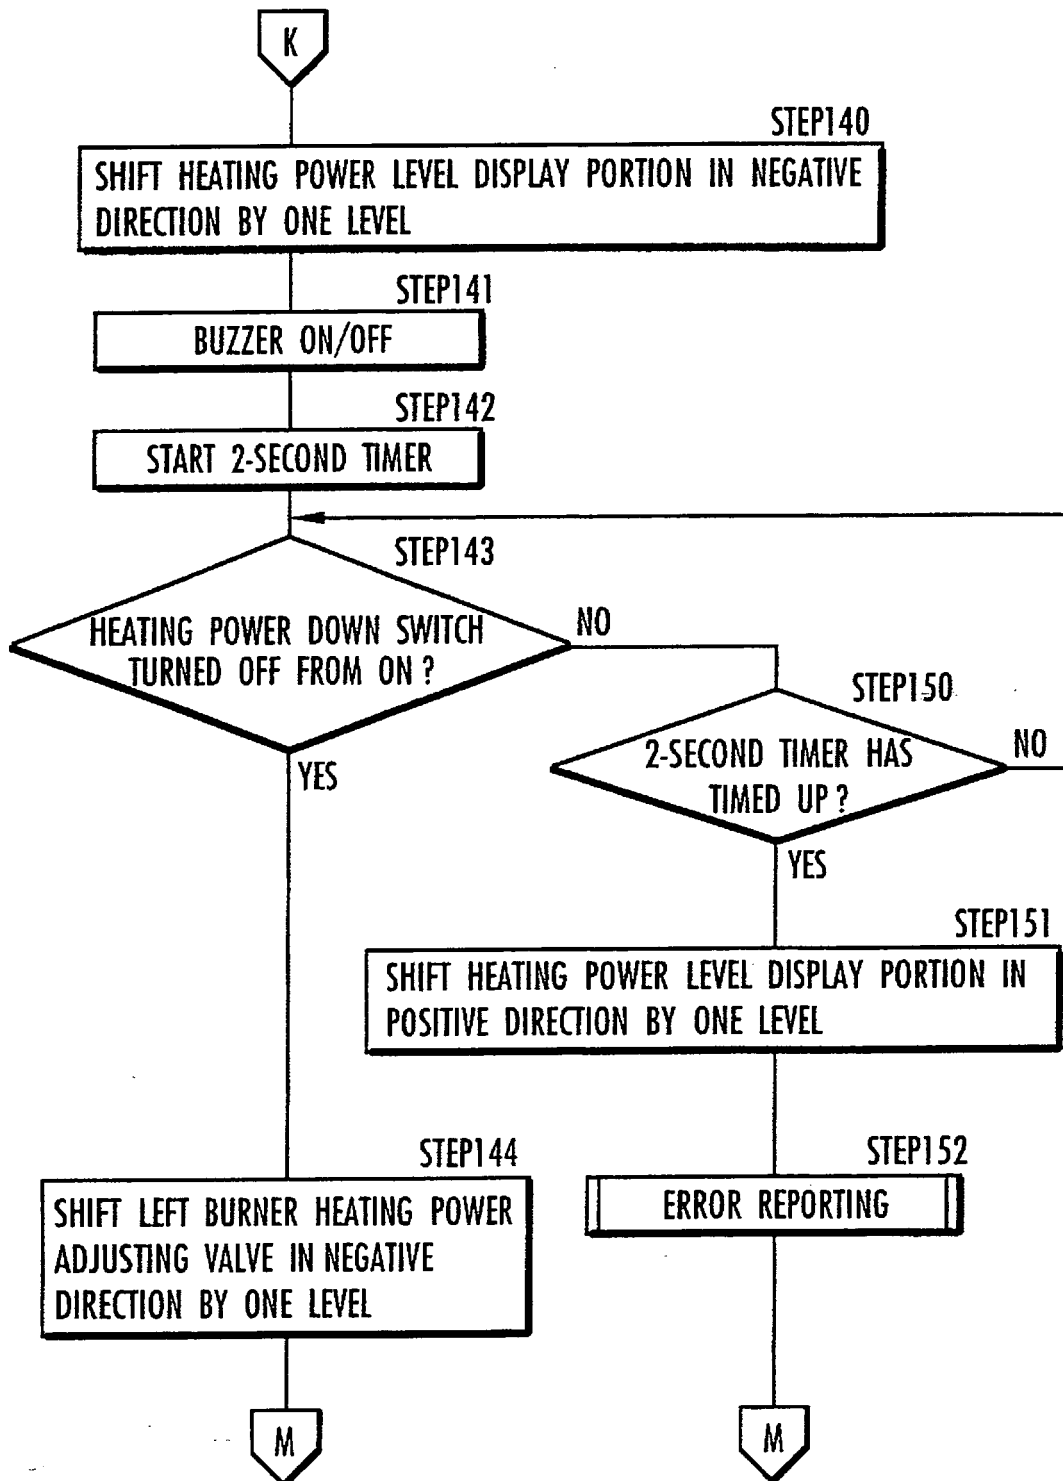 K
STEP140
SHIFT HEATING POWER LEVEL DISPLAY PORTION IN NEGATIVE
DIRECTION BY ONE LEVEL
STEP141
BUZZER ON/OFF
STEP142
START 2-SECOND TIMER
STEP143
HEATING POWER DOWN SWITCH
TURNED OFF FROM ON?
NO
YES
STEP150
2-SECOND TIMER HAS
TIMED UP?
NO
YES
STEP151
SHIFT HEATING POWER LEVEL DISPLAY PORTION IN
POSITIVE DIRECTION BY ONE LEVEL
STEP144
SHIFT LEFT BURNER HEATING POWER
ADJUSTING VALVE IN NEGATIVE
DIRECTION BY ONE LEVEL
STEP152
ERROR REPORTING
M
M